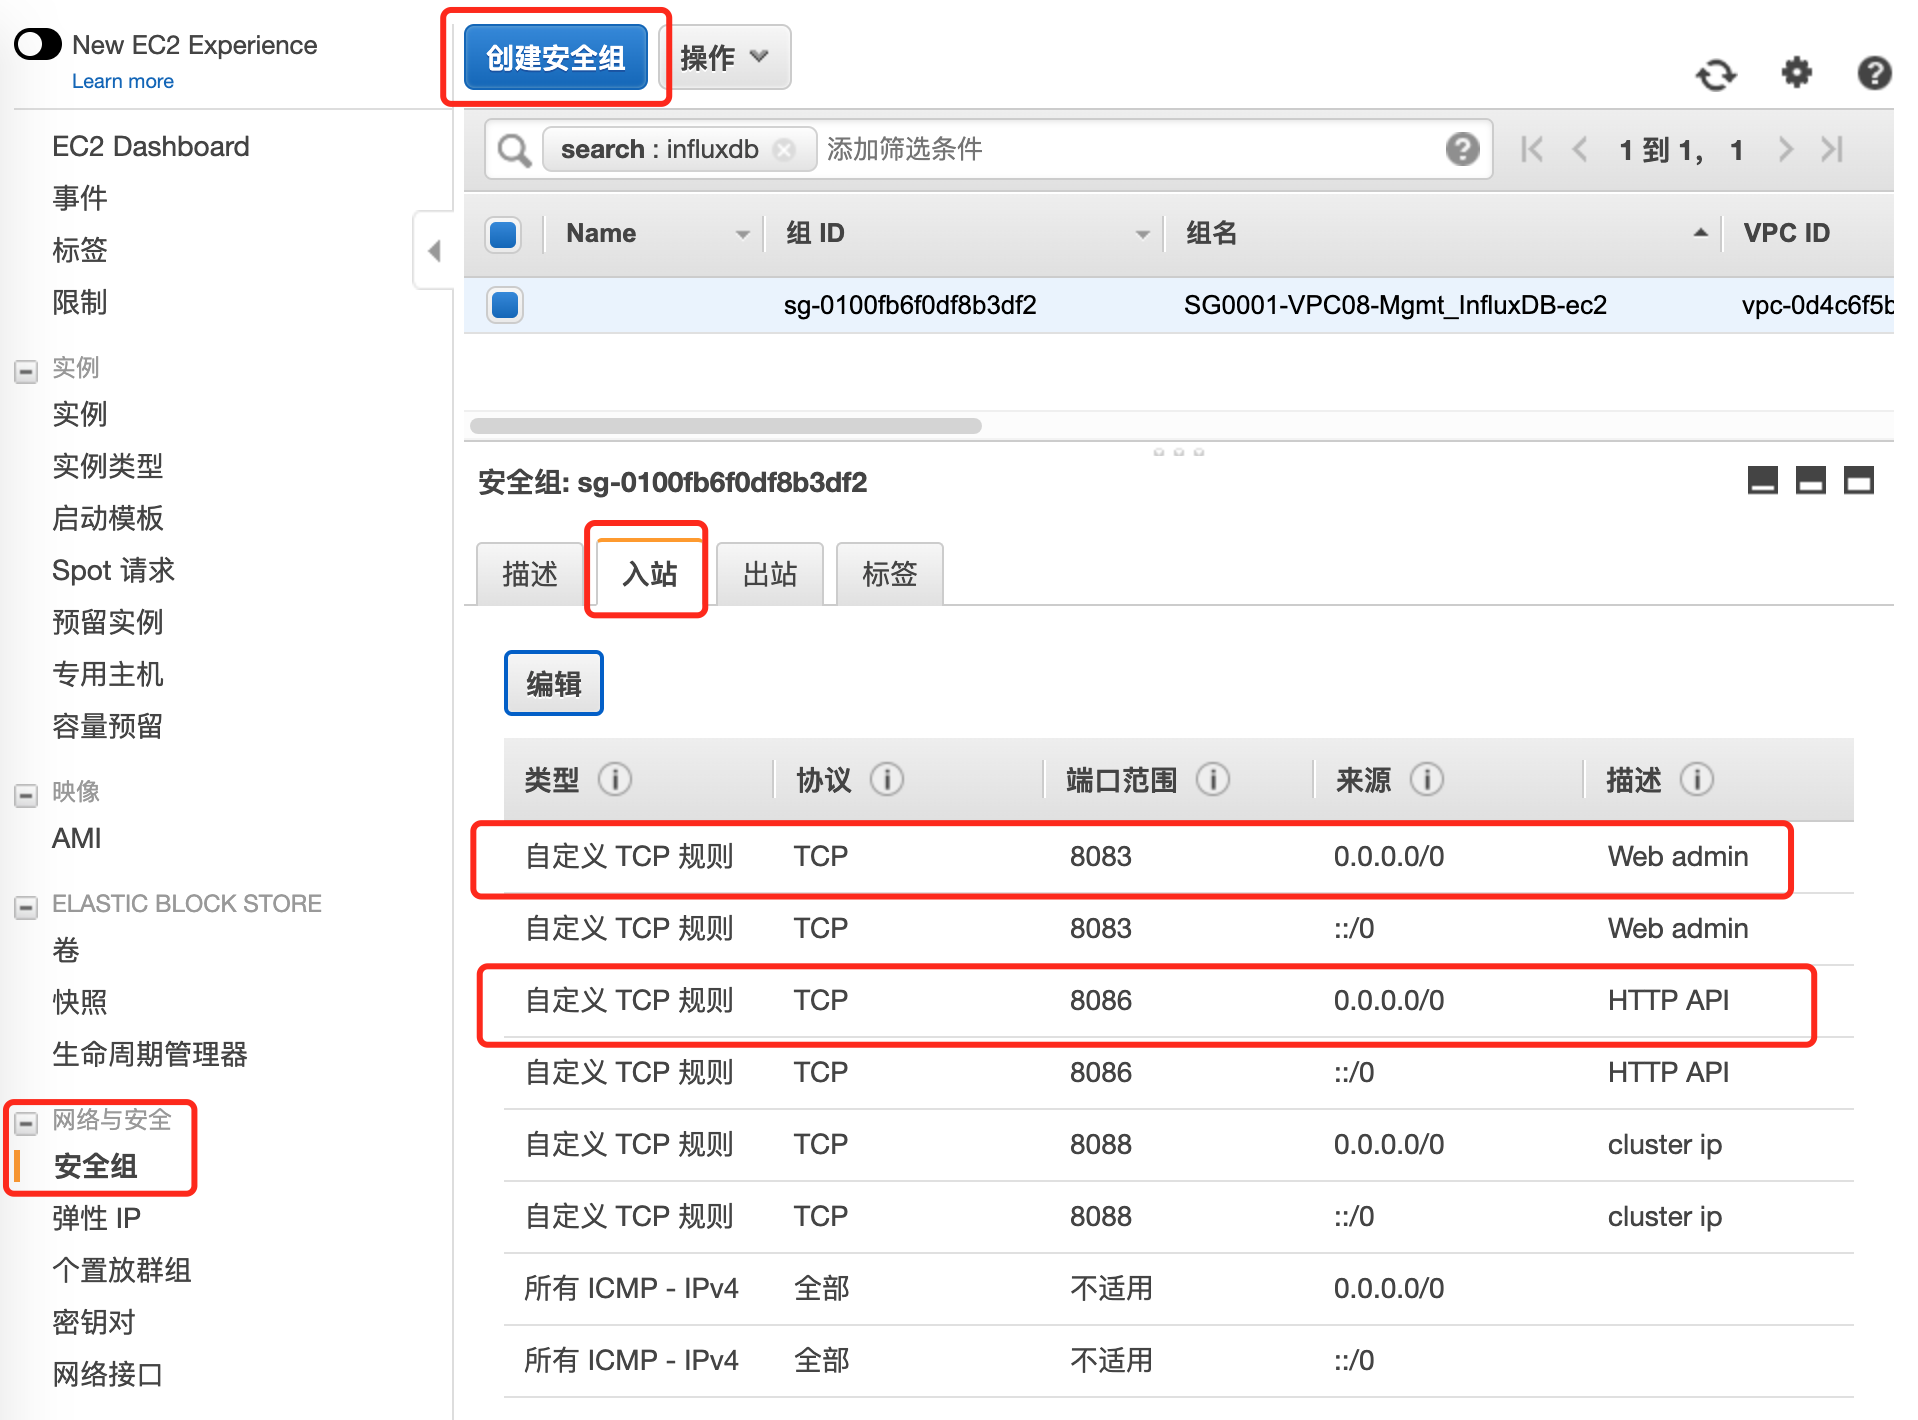 New EC2 Experience
Learn more
EC2 Dashboard
事件
标签
限制
实例
实例
实例类型
启动模板
Spot 请求
预留实例
专用主机
容量预留
映像
AMI
ELASTIC BLOCK STORE
卷
快照
生命周期管理器
网络与安全
安全组
弹性 IP
个置放群组
密钥对
网络接口
创建安全组 操作
search : influxdb 添加筛选条件 1 到 1， 1
Name 组 ID 组名 VPC ID
sg-0100fb6f0df8b3df2 SG0001-VPC08-Mgmt_InfluxDB-ec2 vpc-0d4c6f5b
安全组: sg-0100fb6f0df8b3df2
描述 入站 出站 标签
编辑
类型 协议 端口范围 来源 描述
自定义 TCP 规则 TCP 8083 0.0.0.0/0 Web admin
自定义 TCP 规则 TCP 8083 ::/0 Web admin
自定义 TCP 规则 TCP 8086 0.0.0.0/0 HTTP API
自定义 TCP 规则 TCP 8086 ::/0 HTTP API
自定义 TCP 规则 TCP 8088 0.0.0.0/0 cluster ip
自定义 TCP 规则 TCP 8088 ::/0 cluster ip
所有 ICMP - IPv4 全部 不适用 0.0.0.0/0
所有 ICMP - IPv4 全部 不适用 ::/0